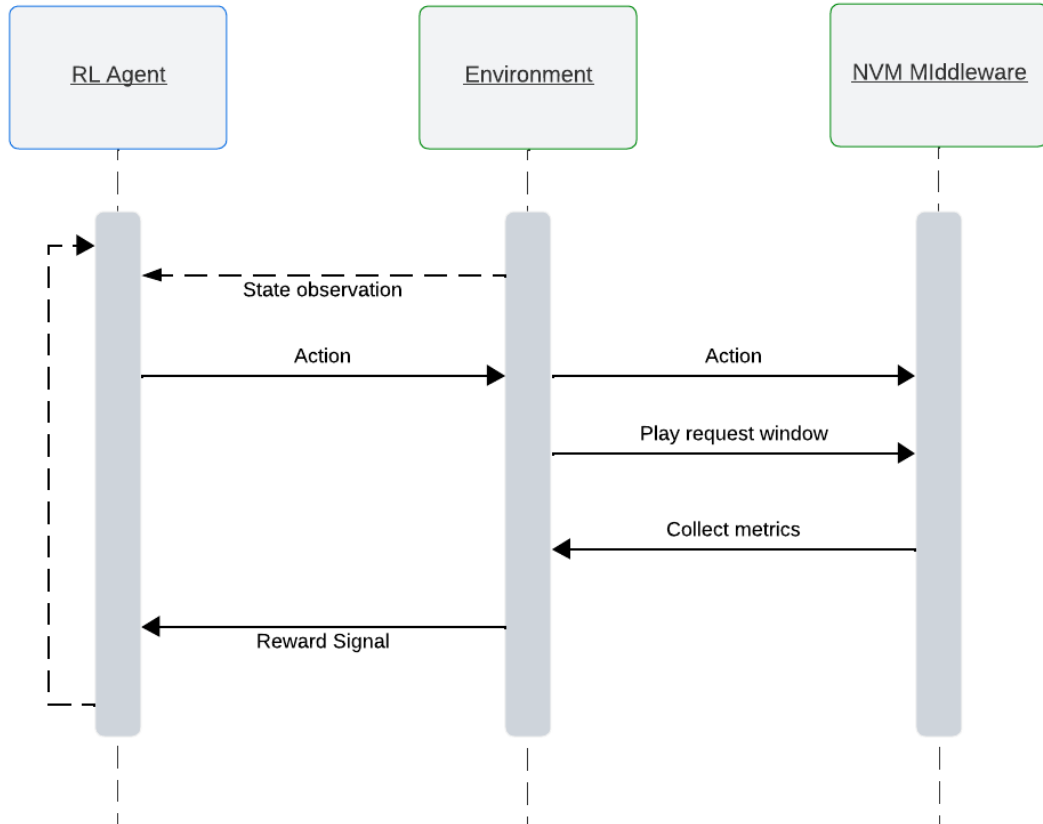 RL Agent
Environment
NVM MIddleware
State observation
Action
Action
Play request window
Collect metrics
Reward Signal